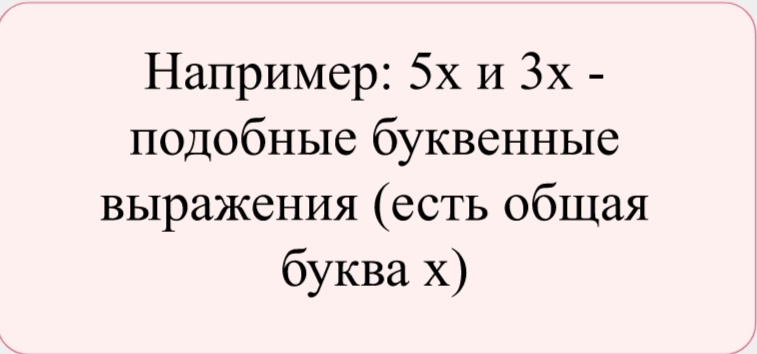 Например: 5х и 3х -
подобные буквенные
выражения (есть общая
буква х)